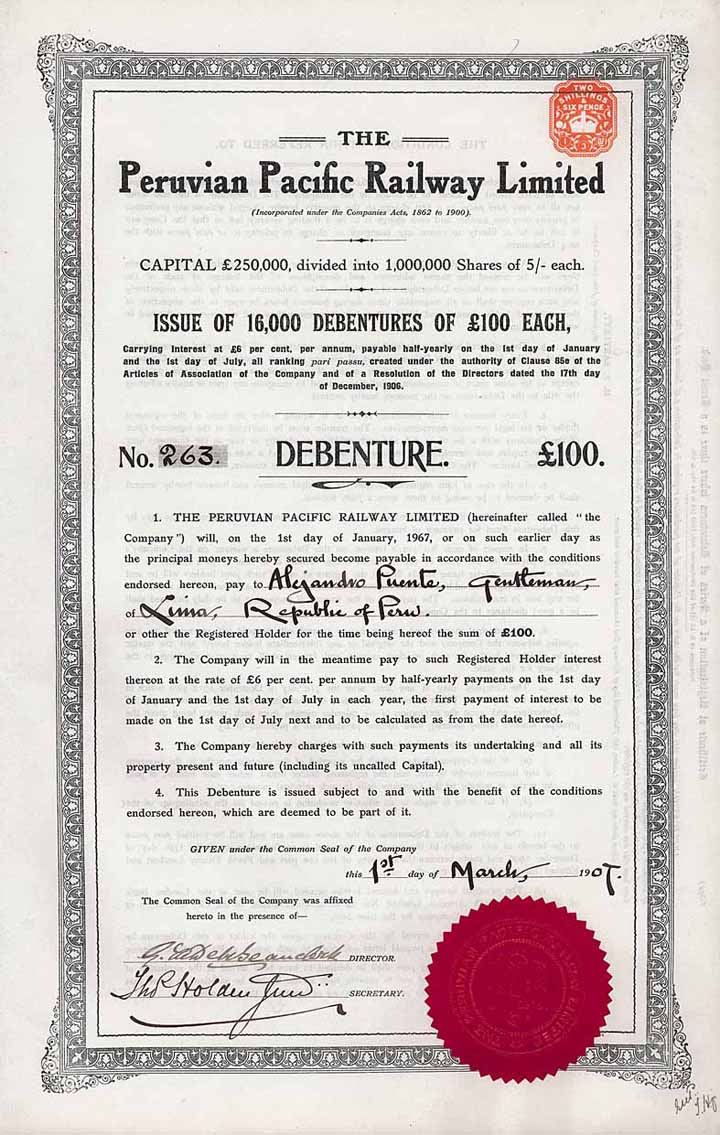 TWO
SHILLINGS
&
SIX PENCE
THE
Peruvian Pacific Railway Limited
(Incorporated under the Companies Acts, 1862 to 1900).
CAPITAL £250,000, divided into 1,000,000 Shares of 5/- each.
ISSUE OF 16,000 DEBENTURES OF £100 EACH,
Carrying Interest at £6 per cent. per annum, payable half-yearly on the 1st day of January
and the 1st day of July, all ranking pari passu, created under the authority of Clause 85e of the
Articles of Association of the Company and of a Resolution of the Directors dated the 17th day
of December, 1906.
No. 263. DEBENTURE. £100.
1. THE PERUVIAN PACIFIC RAILWAY LIMITED (hereinafter called "the
Company") will, on the 1st day of January, 1967, or on such earlier day as
the principal moneys hereby secured become payable in accordance with the conditions
endorsed hereon, pay to Alejandro Puente, Gentleman,
of Lima, Republic of Peru.
or other the Registered Holder for the time being hereof the sum of £100.
2. The Company will in the meantime pay to such Registered Holder interest
thereon at the rate of £6 per cent. per annum by half-yearly payments on the 1st day
of January and the 1st day of July in each year, the first payment of interest to be
made on the 1st day of July next and to be calculated as from the date hereof.
3. The Company hereby charges with such payments its undertaking and all its
property present and future (including its uncalled Capital).
4. This Debenture is issued subject to and with the benefit of the conditions
endorsed hereon, which are deemed to be part of it.
GIVEN under the Common Seal of the Company
this 1st day of March, 1907.
The Common Seal of the Company was affixed
hereto in the presence of—
DIRECTOR.
Thos Holden Junr SECRETARY.